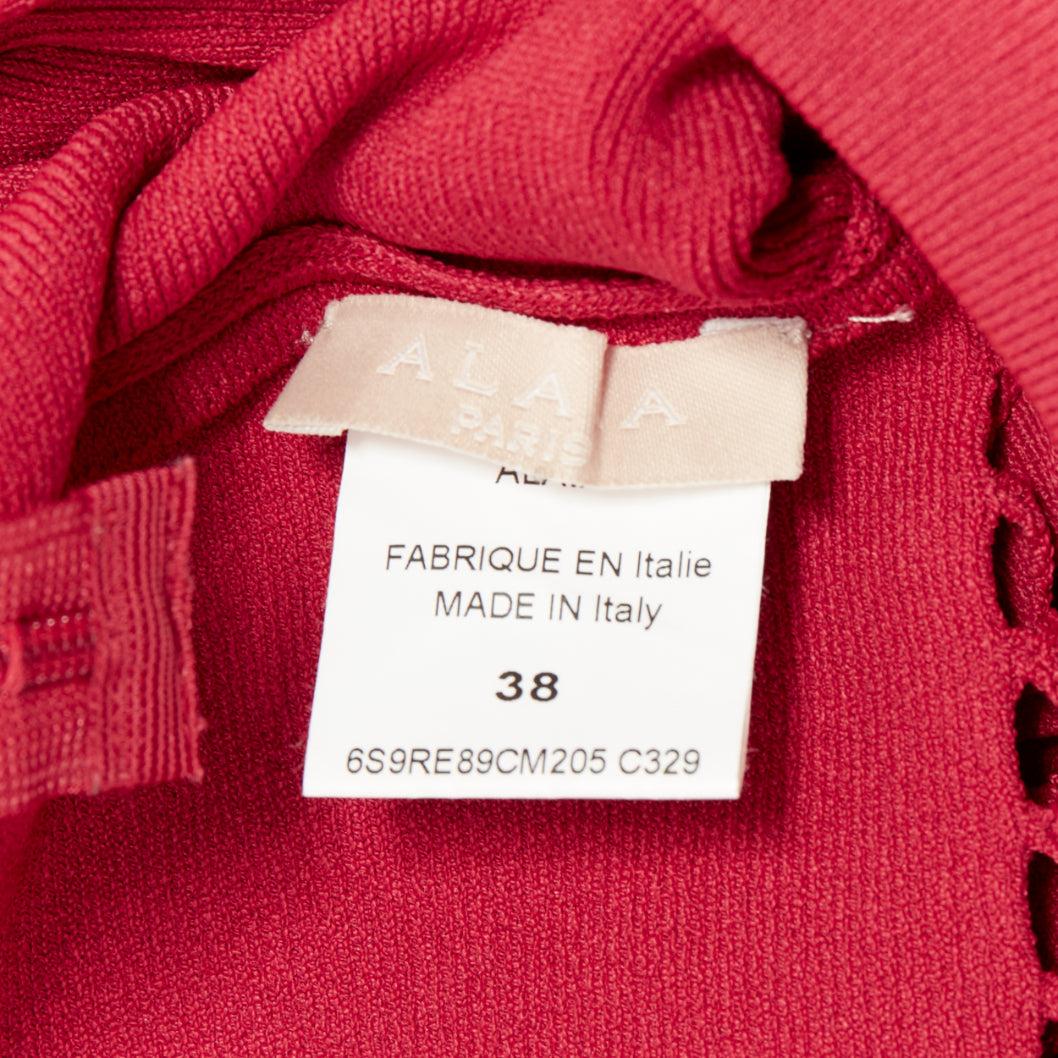 ALAÏA
PARIS
FABRIQUE EN Italie
MADE IN Italy
38
6S9RE89CM205 C329